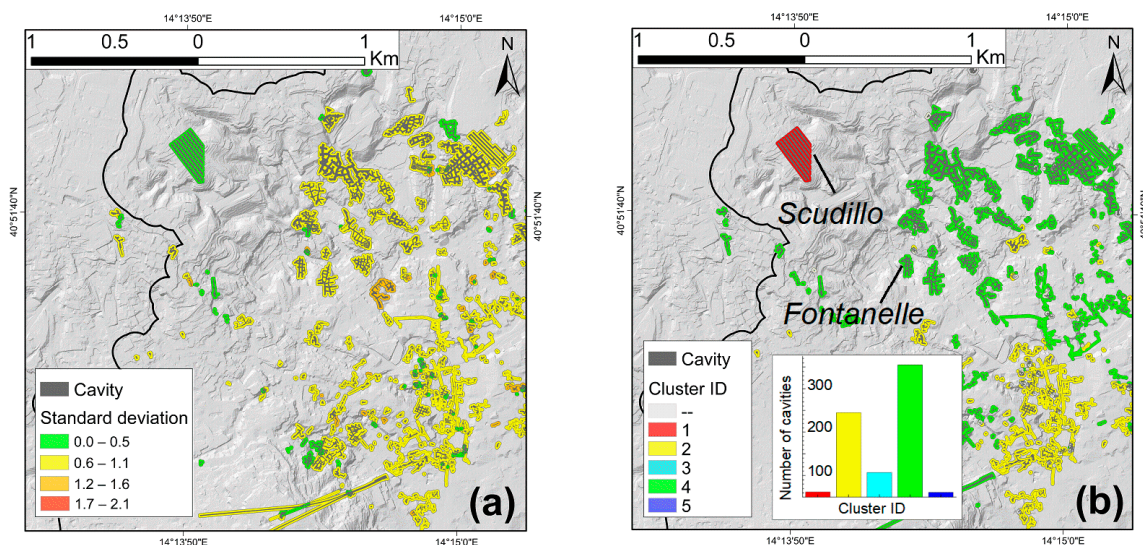 14°13'50"E
14°15'0"E
1
0.5
0
1
Km
N
40°51'40"N
40°51'40"N
Cavity
Standard deviation
0.0 – 0.5
0.6 – 1.1
1.2 – 1.6
1.7 – 2.1
(a)
14°13'50"E
14°15'0"E
14°13'50"E
14°15'0"E
1
0.5
0
1
Km
N
40°51'40"N
Scudillo
Fontanelle
Cavity
Cluster ID
--
1
2
3
4
5
Number of cavities
300
200
100
Cluster ID
(b)
14°13'50"E
14°15'0"E